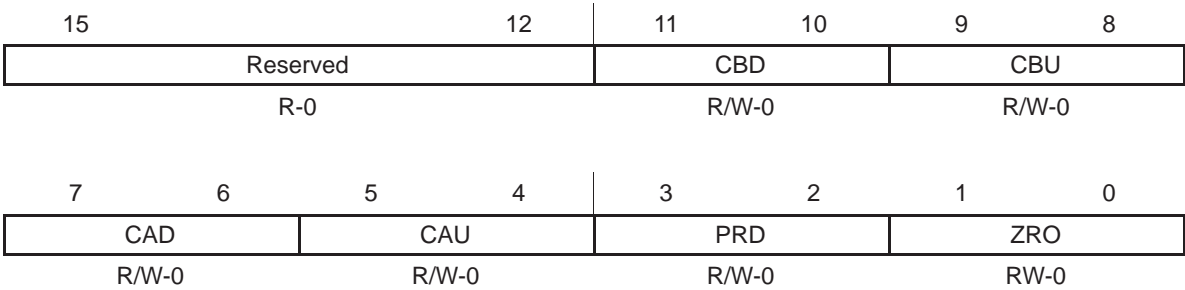 15 12 11 10 9 8
Reserved CBD CBU
R-0 R/W-0 R/W-0
7 6 5 4 3 2 1 0
CAD CAU PRD ZRO
R/W-0 R/W-0 R/W-0 RW-0